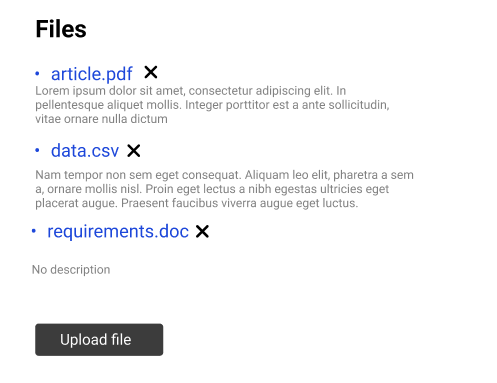 Files
• article.pdf
Lorem ipsum dolor sit amet, consectetur adipiscing elit. In
pellentesque aliquet mollis. Integer porttitor est a ante sollicitudin,
vitae ornare nulla dictum
• data.csv
Nam tempor non sem eget consequat. Aliquam leo elit, pharetra a sem
a, ornare mollis nisl. Proin eget lectus a nibh egestas ultricies eget
placerat augue. Praesent faucibus viverra augue eget luctus.
• requirements.doc
No description
Upload file